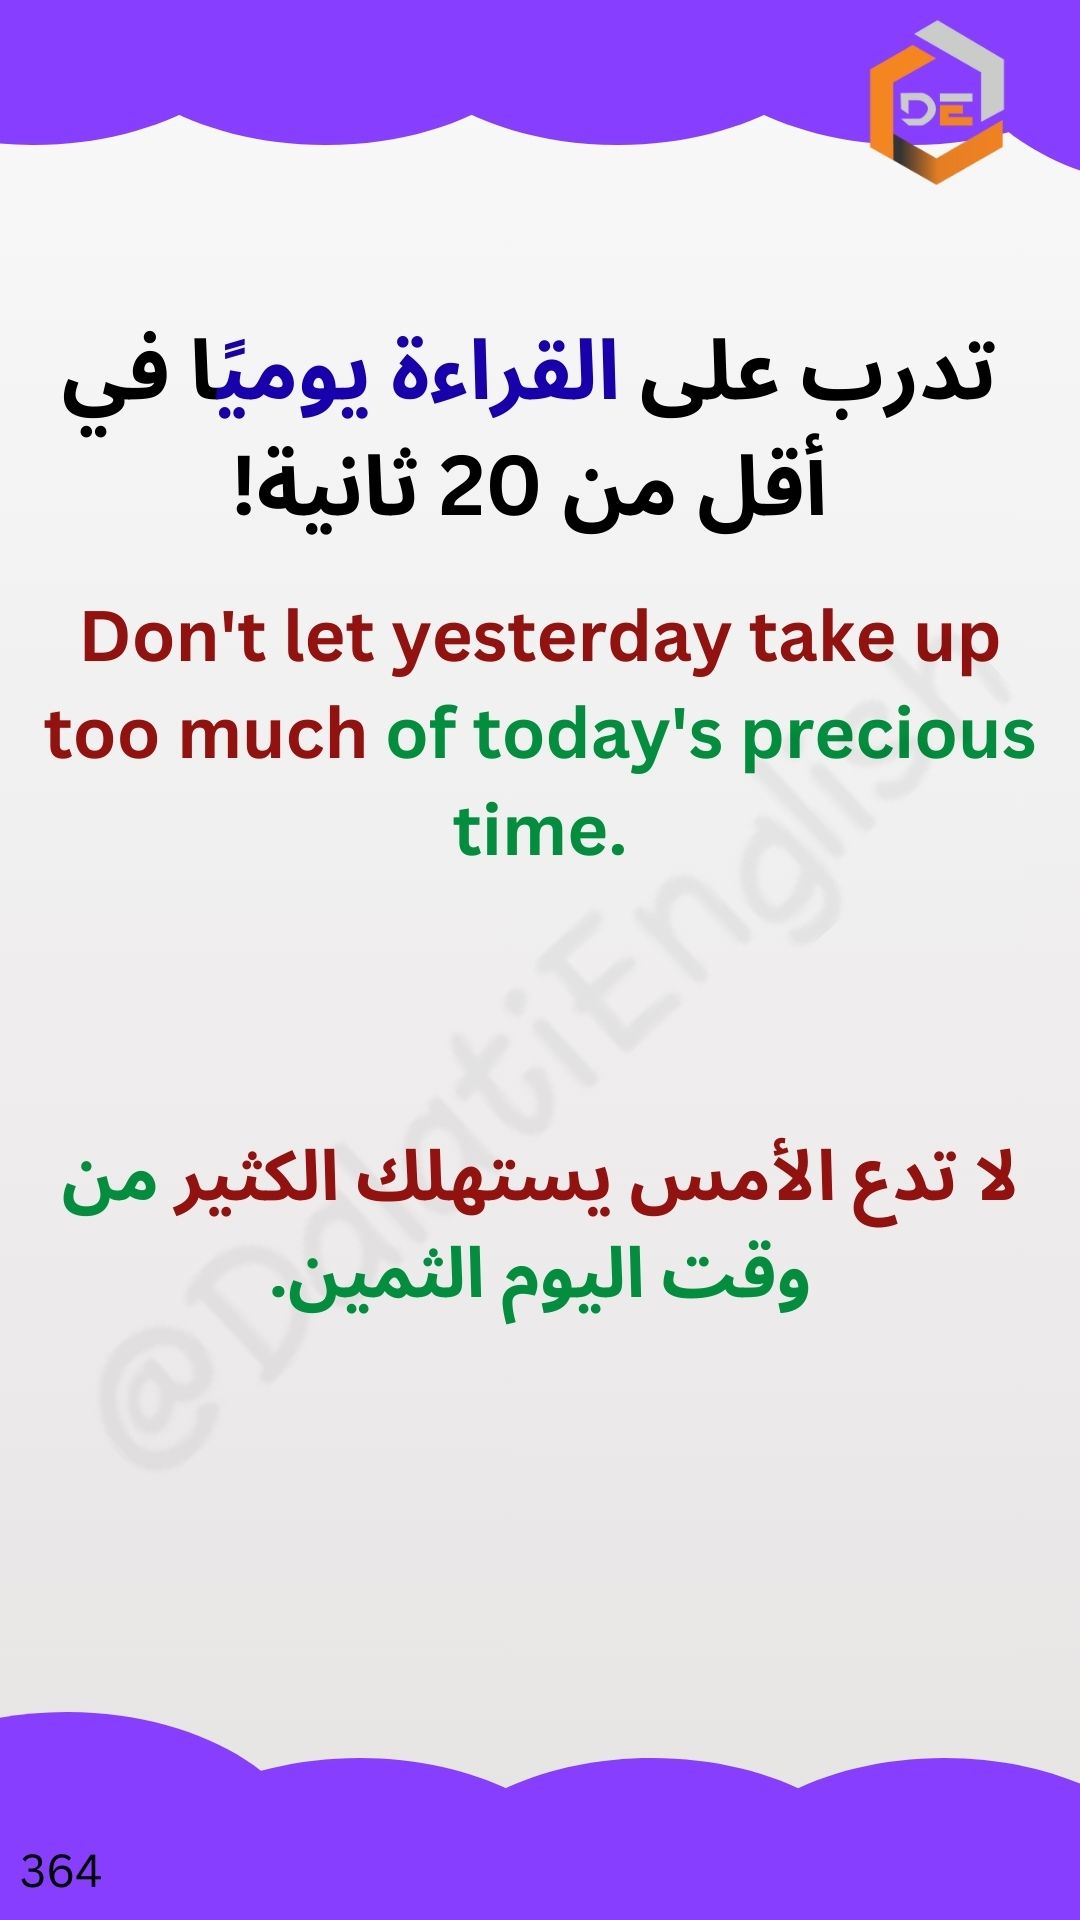 DE
تدرب على القراءة يوميًا في
أقل من 20 ثانية!
Don't let yesterday take up
too much of today's precious
time.
لا تدع الأمس يستهلك الكثير من
وقت اليوم الثمين.
@DalatiEnglish
364